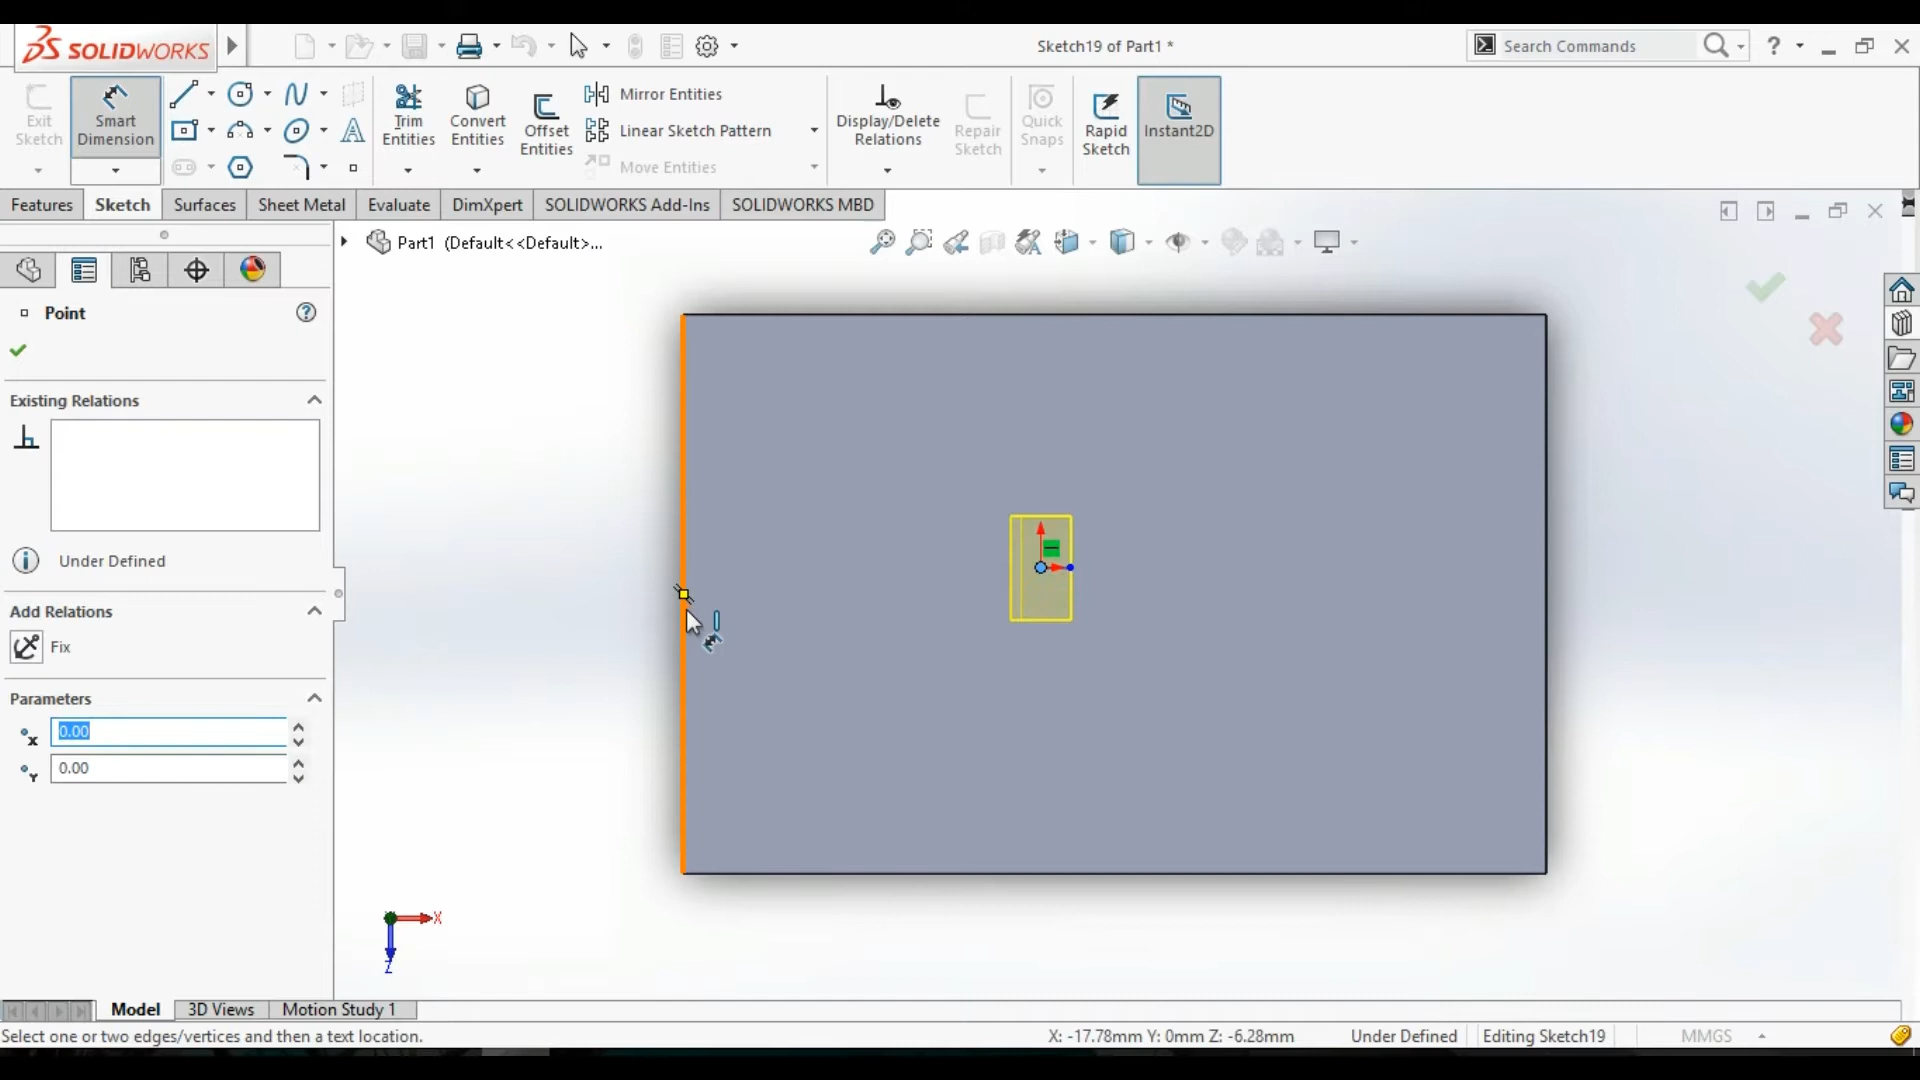 SOLIDWORKS
Sketch19 of Part1 *
Search Commands
Exit Sketch
Smart Dimension
Trim Entities
Convert Entities
Offset Entities
Mirror Entities
Linear Sketch Pattern
Move Entities
Display/Delete Relations
Repair Sketch
Quick Snaps
Rapid Sketch
Instant2D
Features
Sketch
Surfaces
Sheet Metal
Evaluate
DimXpert
SOLIDWORKS Add-Ins
SOLIDWORKS MBD
Part1 (Default<<Default>...
Point
Existing Relations
Under Defined
Add Relations
Fix
Parameters
x 0.00
Y 0.00
X
Z
Model
3D Views
Motion Study 1
Select one or two edges/vertices and then a text location.
X: -17.78mm Y: 0mm Z: -6.28mm
Under Defined
Editing Sketch19
MMGS